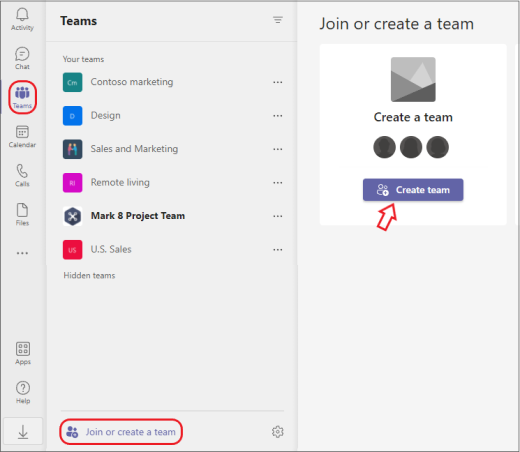 Activity
Chat
Teams
Calendar
Calls
Files
Apps
Help
Teams
Your teams
Cm Contoso marketing
D Design
Sales and Marketing
Rl Remote living
Mark 8 Project Team
US U.S. Sales
Hidden teams
Join or create a team
Join or create a team
Create a team
Create team